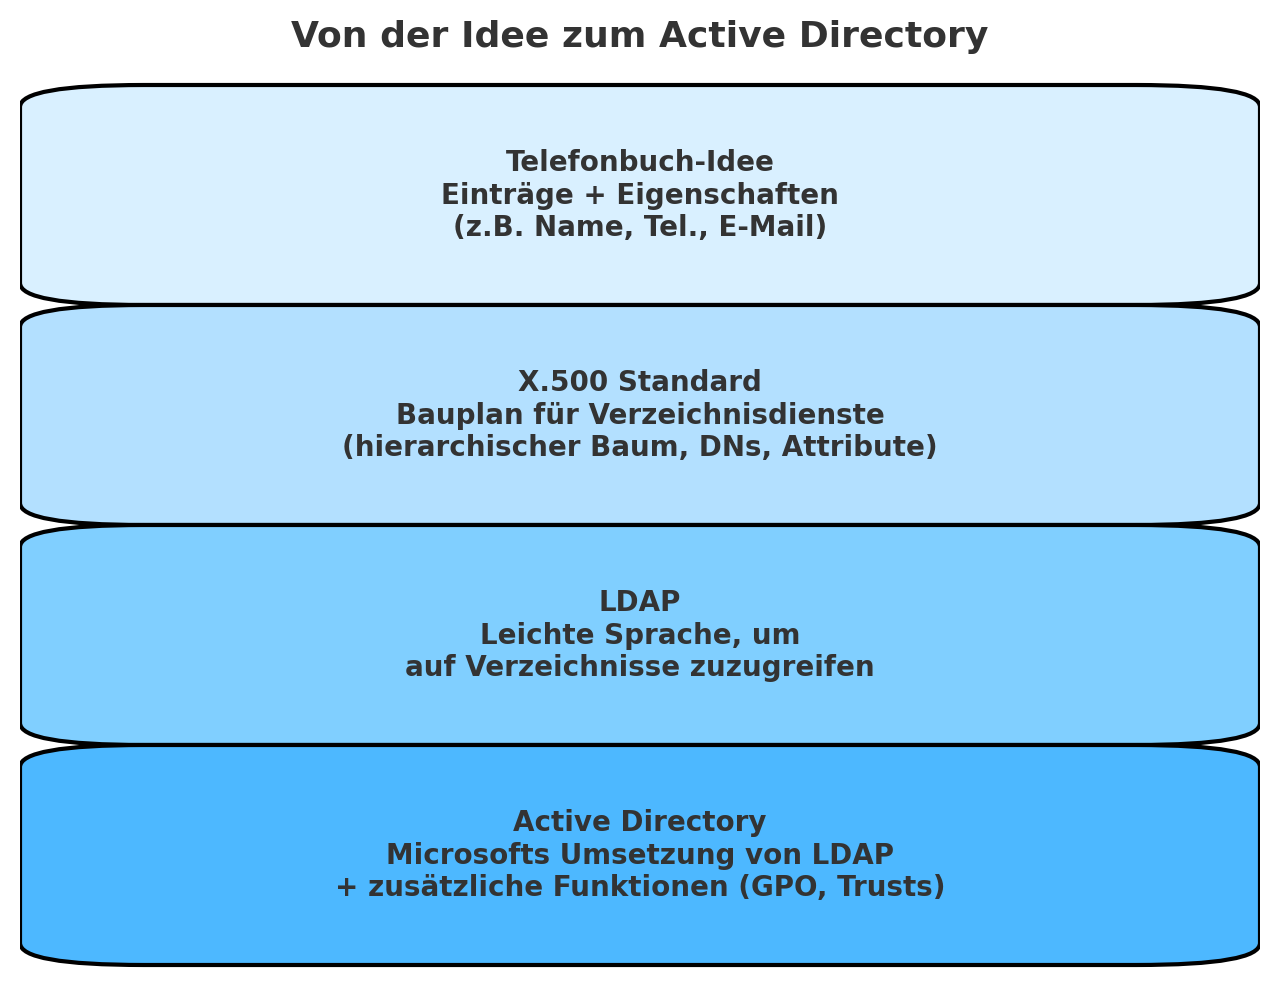 Von der Idee zum Active Directory
Telefonbuch-Idee
Einträge + Eigenschaften
(z.B. Name, Tel., E-Mail)
X.500 Standard
Bauplan für Verzeichnisdienste
(hierarchischer Baum, DNs, Attribute)
LDAP
Leichte Sprache, um
auf Verzeichnisse zuzugreifen
Active Directory
Microsofts Umsetzung von LDAP
+ zusätzliche Funktionen (GPO, Trusts)